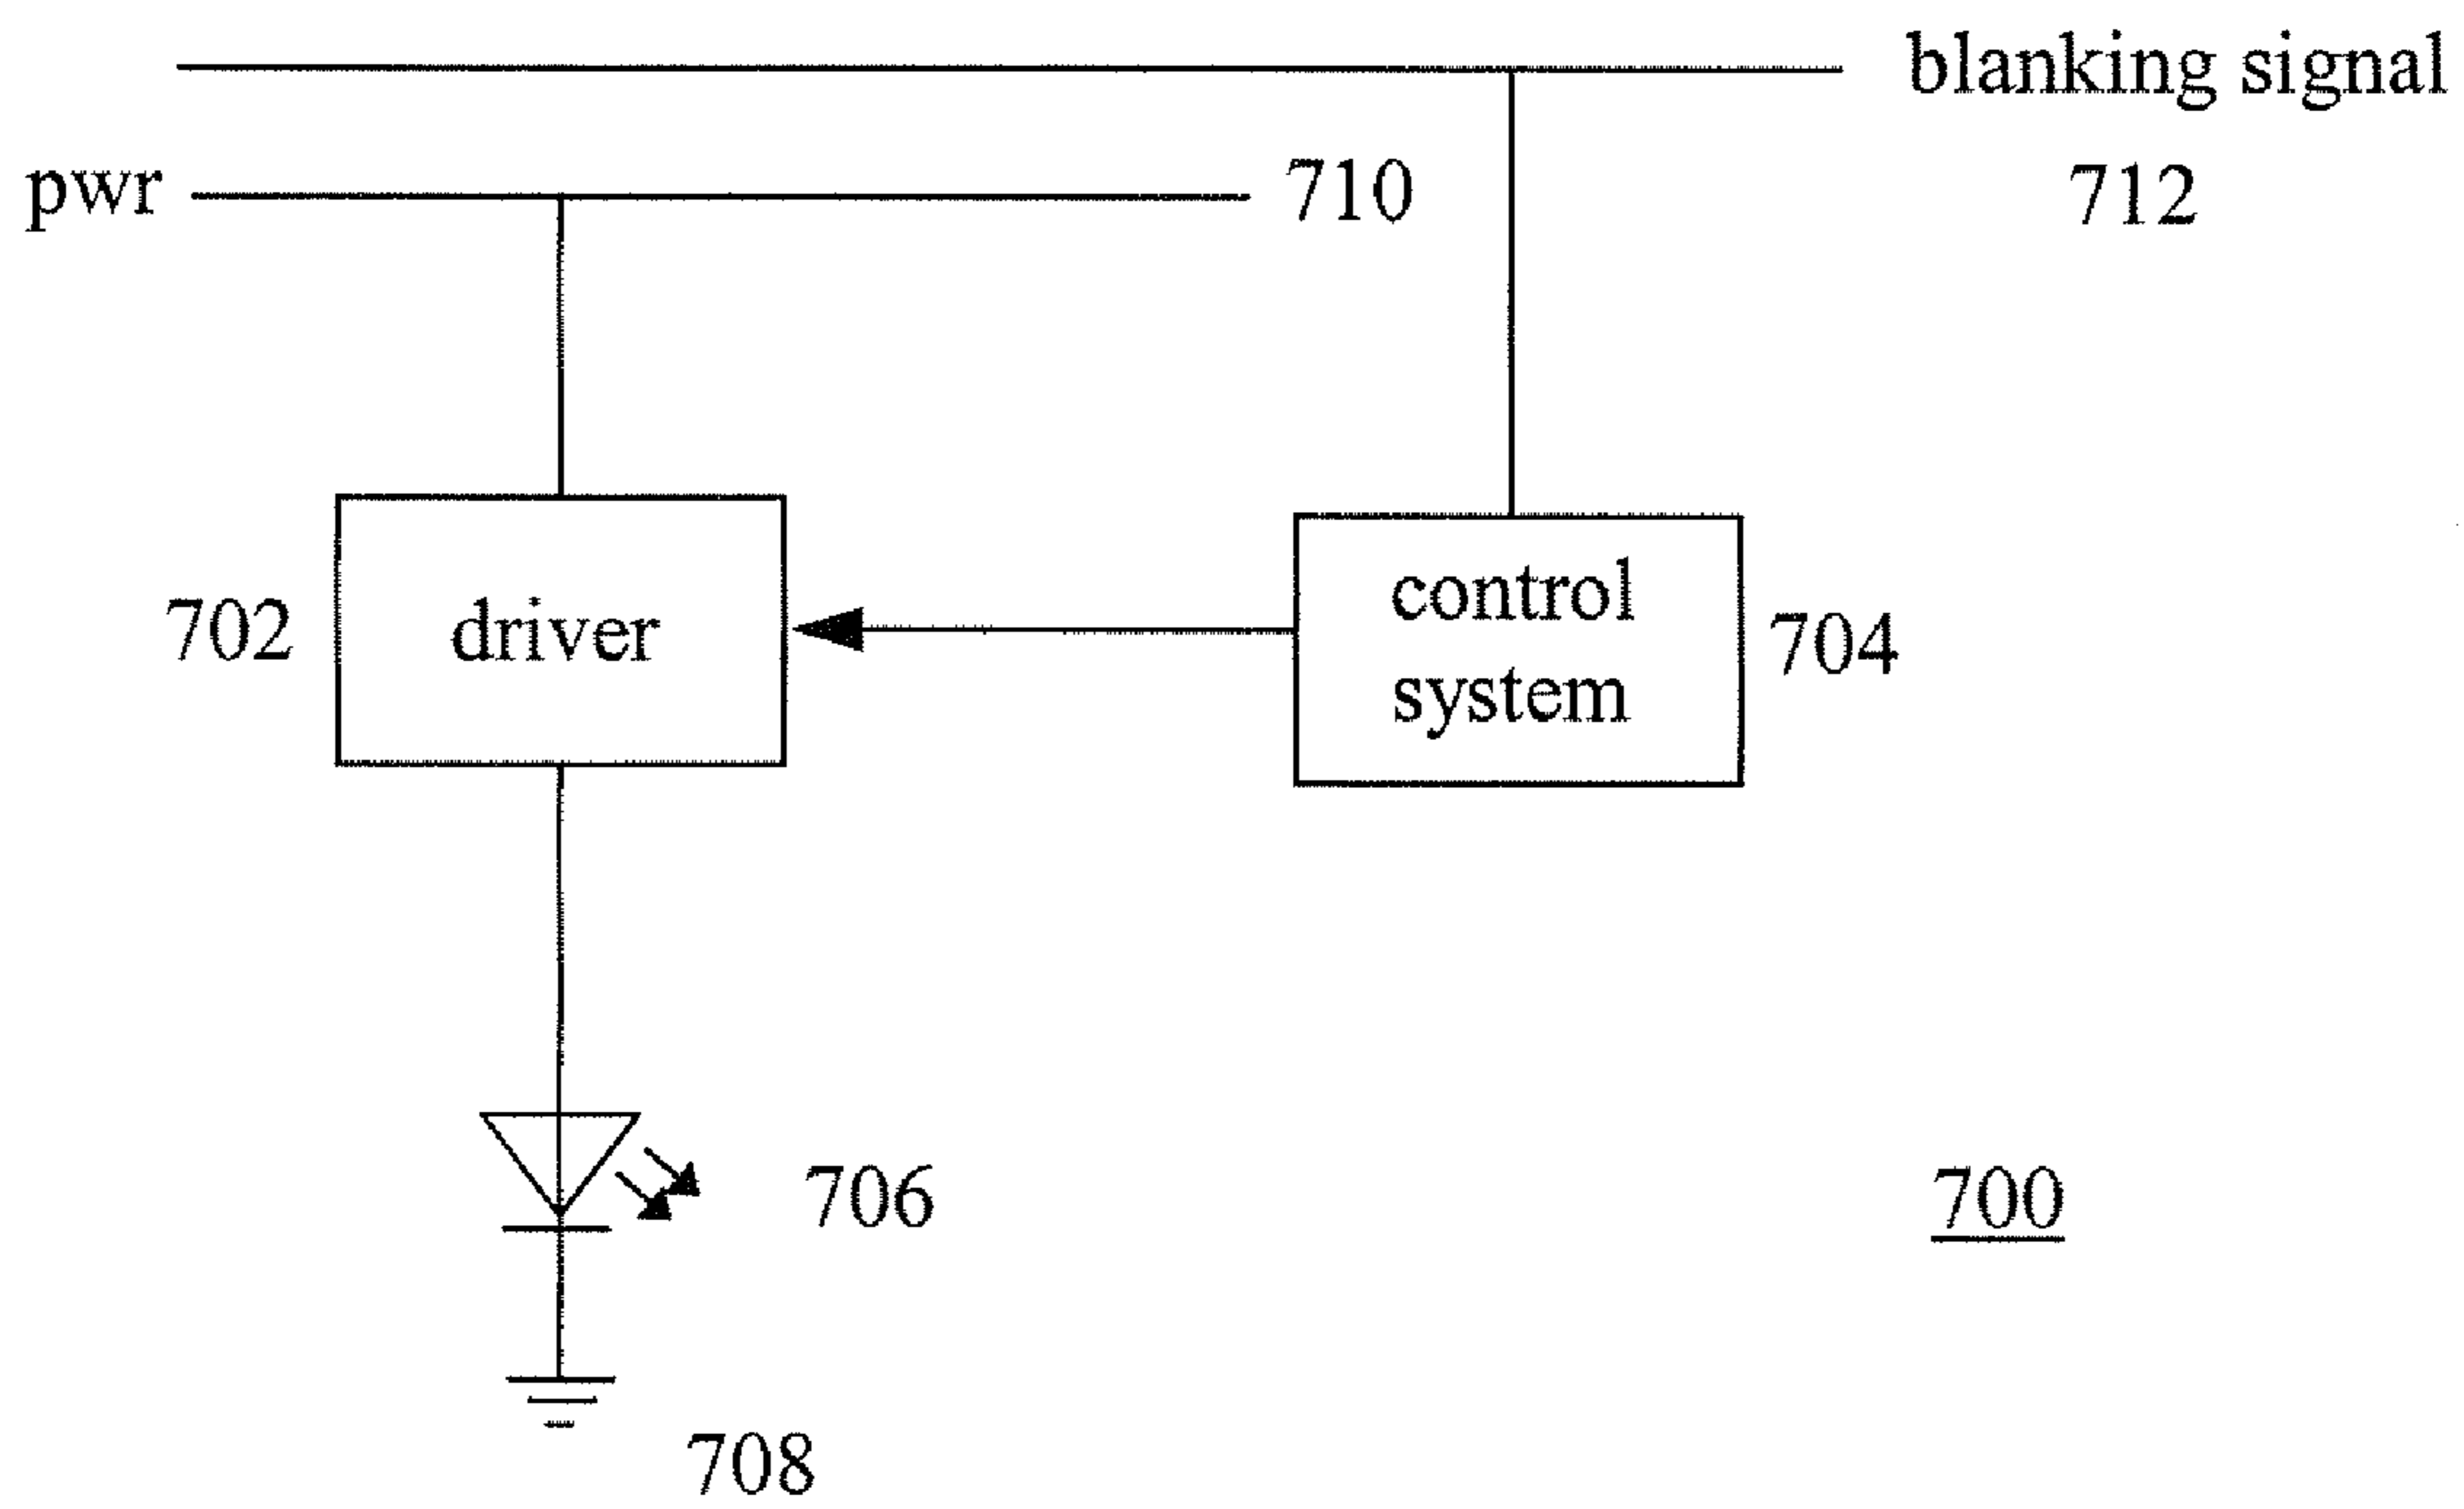 blanking signal
pwr
710
712
702
driver
control
system
704
706
700
708